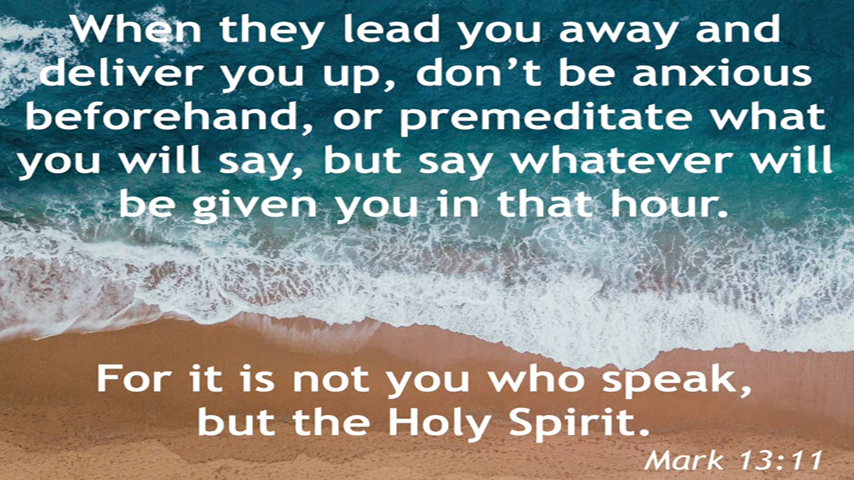 When they lead you away and
deliver you up, don’t be anxious
beforehand, or premeditate what
you will say, but say whatever will
be given you in that hour.
For it is not you who speak,
but the Holy Spirit.
Mark 13:11